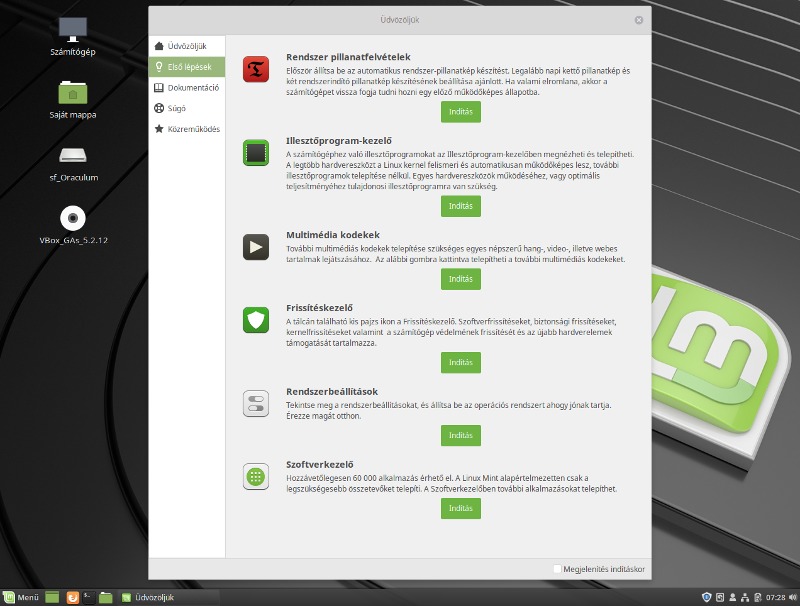 Üdvözöljük
Számítógép
Saját mappa
sf_Oraculum
VBox_GAs_5.2.12
Üdvözöljük
Első lépések
Dokumentáció
Súgó
Közreműködés
Rendszer pillanatfelvételek
Először állítsa be az automatikus rendszer-pillanatkép készítést. Legalább napi kettő pillanatkép és
két rendszerindító pillanatkép készítésének beállítása ajánlott. Ha valami elromlana, akkor a
számítógépet vissza fogja tudni hozni egy előző működőképes állapotba.
Indítás
Illesztőprogram-kezelő
A számítógéphez való illesztőprogramokat az Illesztőprogram-kezelőben megnézheti és telepítheti.
A legtöbb hardvereszközt a Linux kernel felismeri és automatikusan működőképes lesz, további
illesztőprogramok telepítése nélkül. Egyes hardvereszközök működéséhez, vagy optimális
teljesítményéhez tulajdonosi illesztőprogramra van szükség.
Indítás
Multimédia kodekek
További multimédiás kodekek telepítése szükséges egyes népszerű hang-, video-, illetve webes
tartalmak lejátszásához. Az alábbi gombra kattintva telepítheti a további multimédiás kodekeket.
Indítás
Frissítéskezelő
A tálcán található kis pajzs ikon a Frissítéskezelő. Szoftverfrissítéseket, biztonsági frissítéseket,
kernelfrissítéseket valamint a számítógép védelmének frissítését és az újabb hardverelemek
támogatását tartalmazza.
Indítás
Rendszerbeállítások
Tekintse meg a rendszerbeállításokat, és állítsa be az operációs rendszert ahogy jónak tartja.
Érezze magát otthon.
Indítás
Szoftverkezelő
Hozzávetőlegesen 60 000 alkalmazás érhető el. A Linux Mint alapértelmezetten csak a
legszükségesebb összetevőket telepíti. A Szoftverkezelőben további alkalmazásokat telepíthet.
Indítás
Megjelenítés indításkor
Menü
Üdvözöljük
07:28